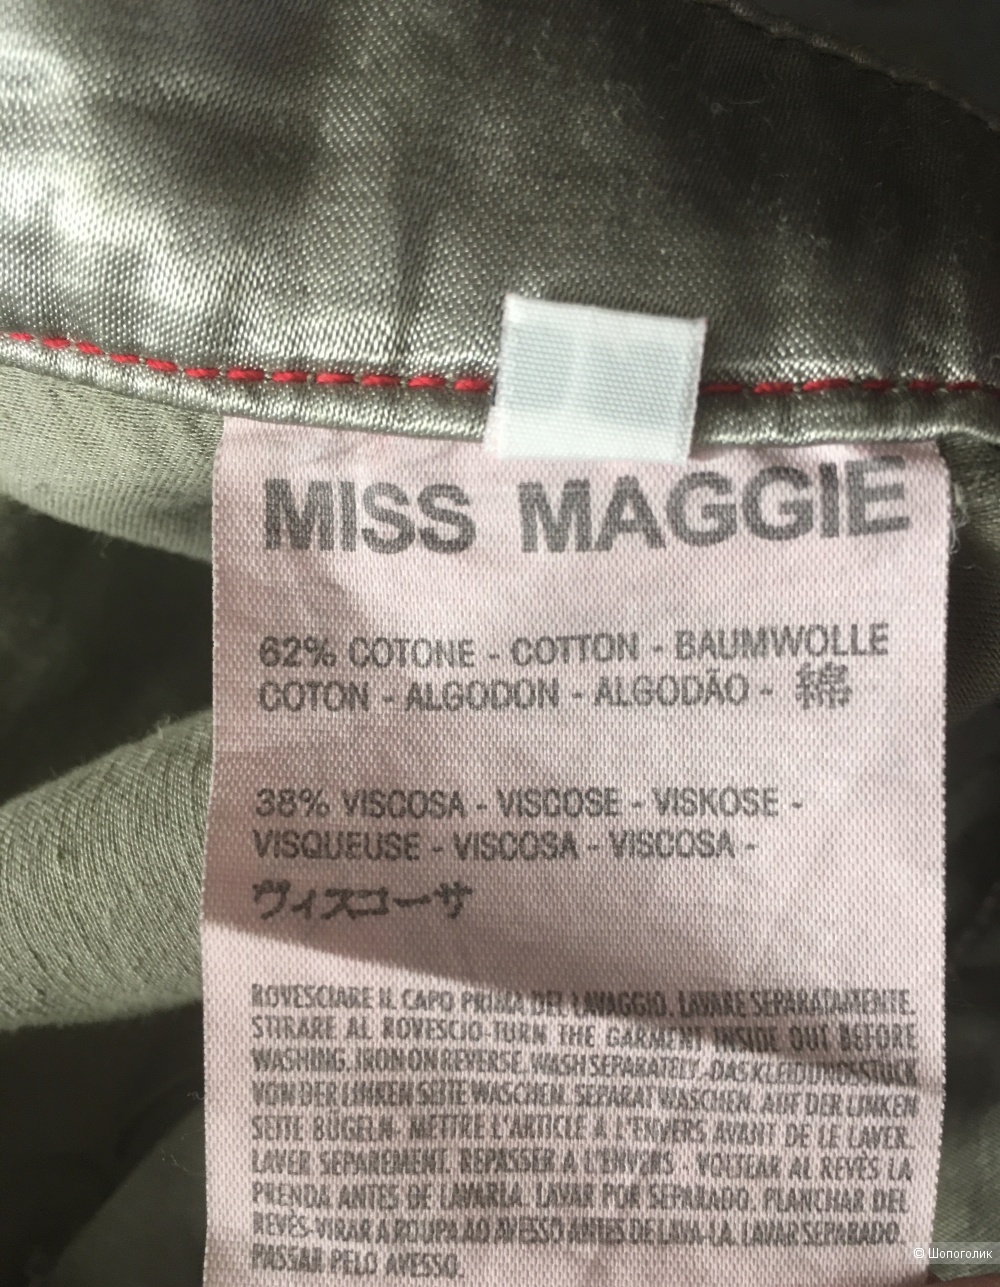 MISS MAGGIE
62% COTONE - COTTON - BAUMWOLLE
COTON - ALGODON - ALGODÃO - 綿
38% VISCOSA - VISCOSE - VISKOSE -
VISQUEUSE - VISCOSA - VISCOSA -
ヴィスコーサ
ROVESCIARE IL CAPO PRIMA DEL LAVAGGIO. LAVARE SEPARATAMENTE.
STIRARE AL ROVESCIO-TURN THE GARMENT INSIDE OUT BEFORE
WASHING. IRON ON REVERSE. WASH SEPARATELY-DAS KLEIDUNGSSTUCK
VON DER LINKEN SEITE WASCHEN. SEPARAT WASCHEN. AUF DER LINKEN
SEITE BÜGELN- METTRE L'ARTICLE A L'ENVERS AVANT DE LE LAVER.
LAVER SEPAREMENT. REPASSER A L'ENVERS - VOLTEAR AL REVÈS LA
PRENDA ANTES DE LAVARLA. LAVAR POR SEPARADO. PLANCHAR DEL
REVÈS-VIRAR A ROUPA AO AVESSO ANTES DE LAVA-LA. LAVAR SEPARADO.
PASSAR PELO AVESSO.
© Шопоголик